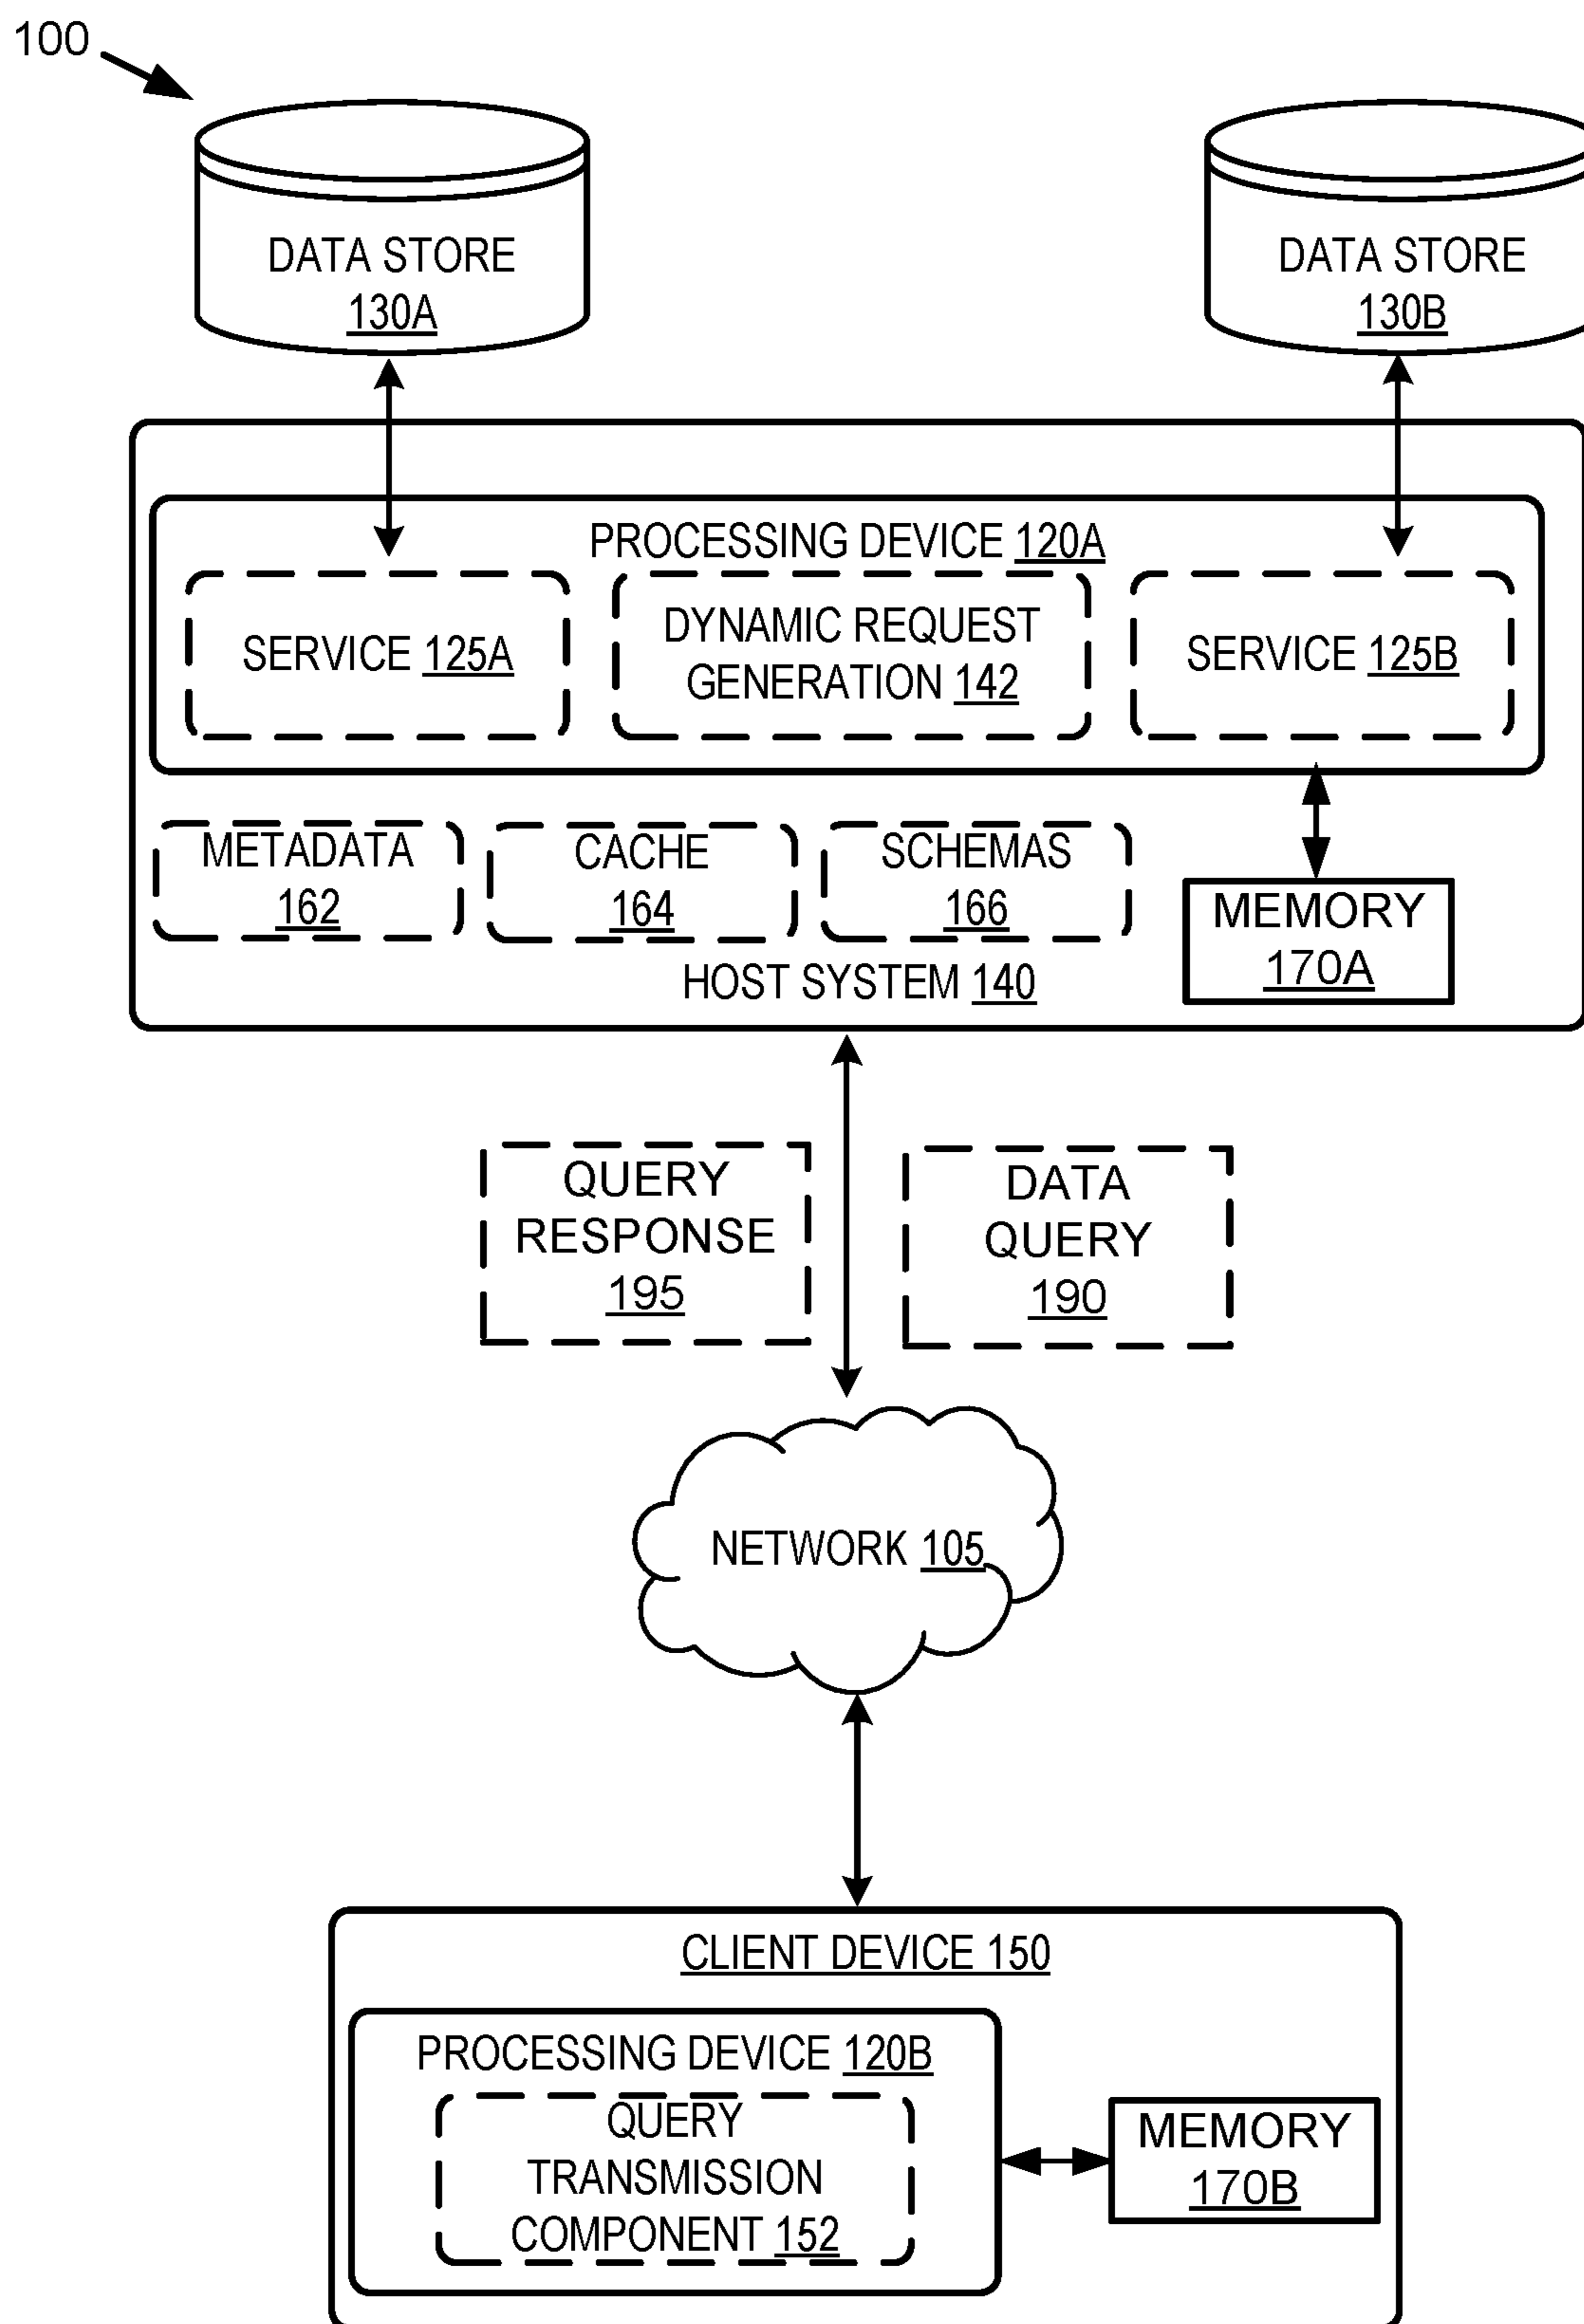 100
DATA STORE
130A
DATA STORE
130B
PROCESSING DEVICE 120A
SERVICE 125A
DYNAMIC REQUEST
GENERATION 142
SERVICE 125B
METADATA
162
CACHE
164
SCHEMAS
166
MEMORY
170A
HOST SYSTEM 140
QUERY
RESPONSE
195
DATA
QUERY
190
NETWORK 105
CLIENT DEVICE 150
PROCESSING DEVICE 120B
QUERY
TRANSMISSION
COMPONENT 152
MEMORY
170B